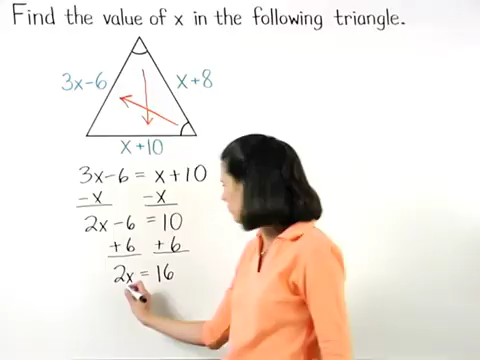 Find the value of x in the following triangle.
3x-6
x+8
x+10
3x-6 = x+10
-x -x
2x-6 = 10
+6 +6
2x = 16